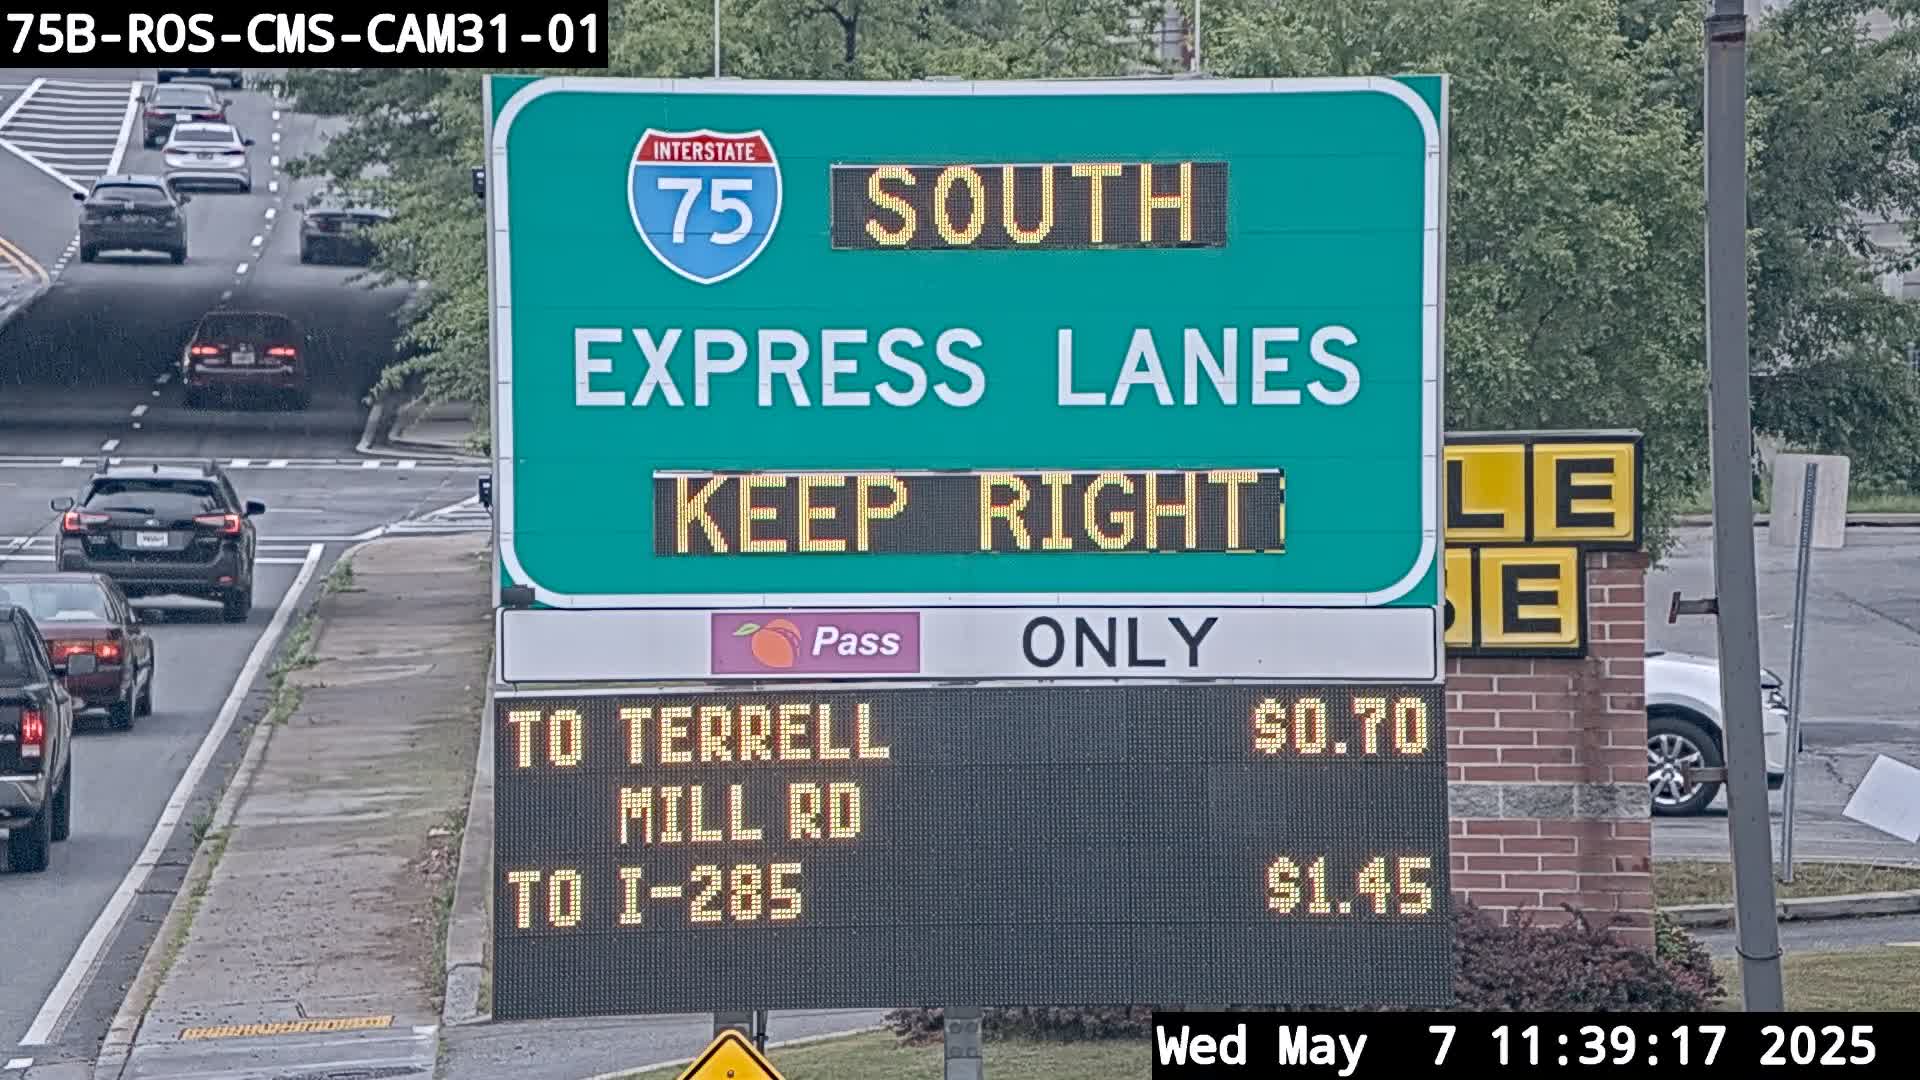 75B-ROS-CMS-CAM31-01
INTERSTATE
75
SOUTH
EXPRESS LANES
KEEP RIGHT
Pass ONLY
TO TERRELL $0.70
MILL RD
TO I-285 $1.45
LE
E
Wed May 7 11:39:17 2025